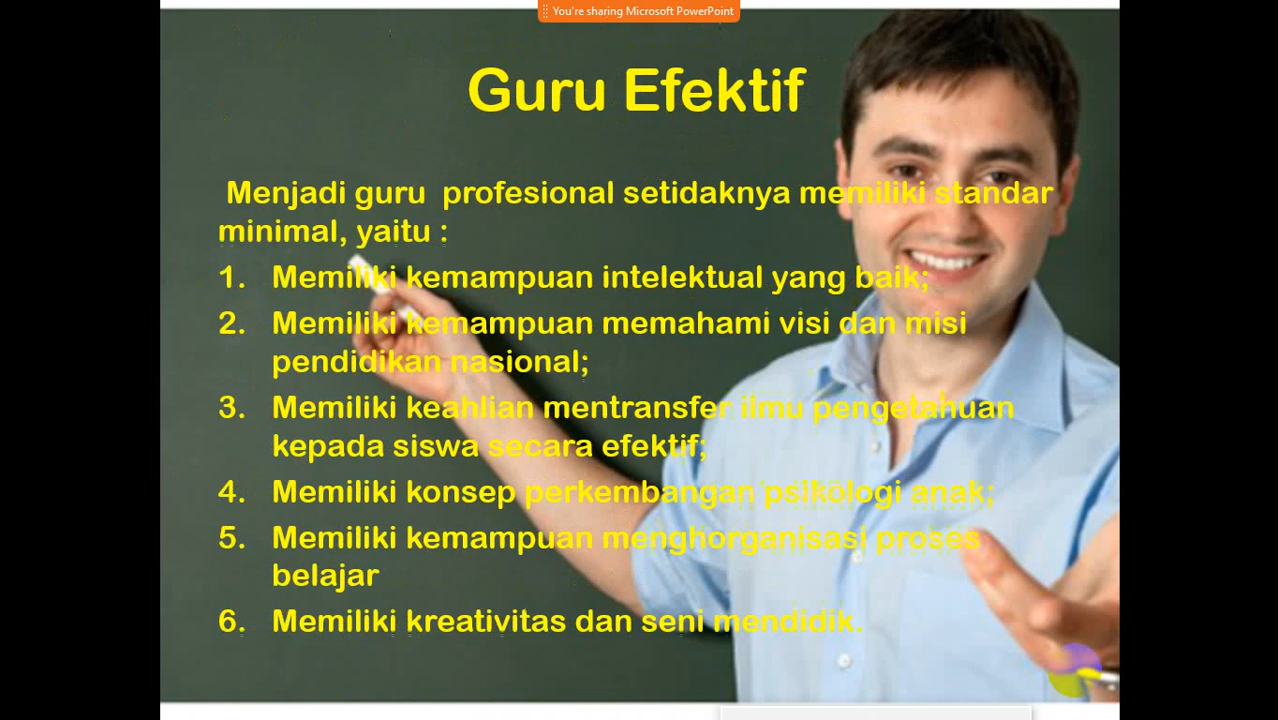 You're sharing Microsoft PowerPoint
Guru Efektif
Menjadi guru profesional setidaknya memiliki standar
minimal, yaitu :
1. Memiliki kemampuan intelektual yang baik;
2. Memiliki kemampuan memahami visi dan misi
pendidikan nasional;
3. Memiliki keahlian mentransfer ilmu pengetahuan
kepada siswa secara efektif;
4. Memiliki konsep perkembangan psikologi anak;
5. Memiliki kemampuan menghorganisasi proses
belajar
6. Memiliki kreativitas dan seni mendidik.